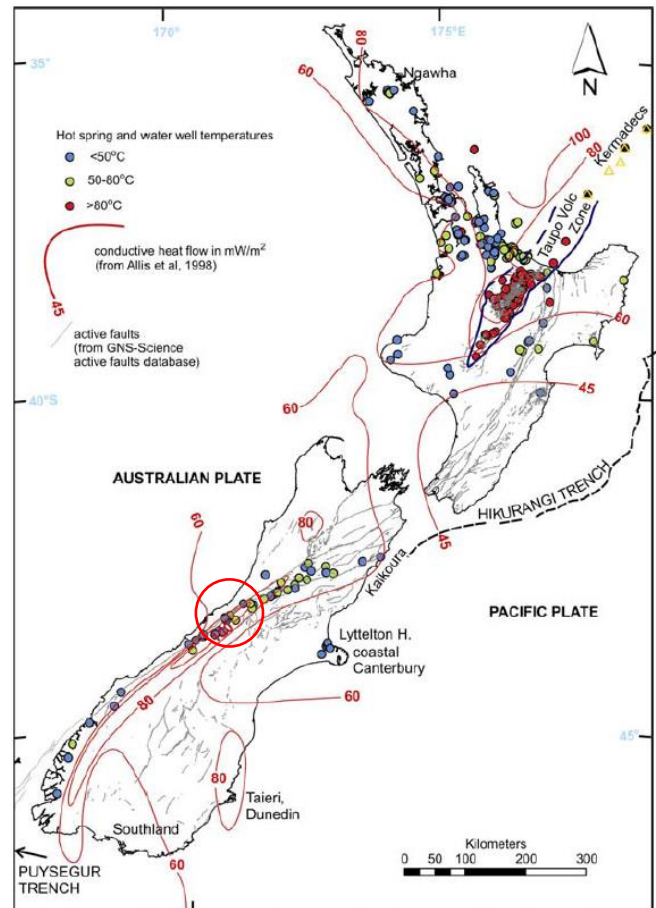 170°
175°E
35°
80
60
Ngawha
N
Hot spring and water well temperatures
<50°C
50-80°C
>80°C
100
80
Kermadecs
Taupo Volc
Zone
conductive heat flow in mW/m²
(from Allis et al, 1998)
45
active faults
(from GNS-Science
active faults database)
60
45
40°S
60
AUSTRALIAN PLATE
HIKURANGI TRENCH
60
80
45
Kaikoura
PACIFIC PLATE
Lyttelton H.
coastal
Canterbury
60
80
45°
80
Taieri,
Dunedin
Southland
60
Kilometers
0 25 50 100 150 200 300
PUYSEGUR
TRENCH